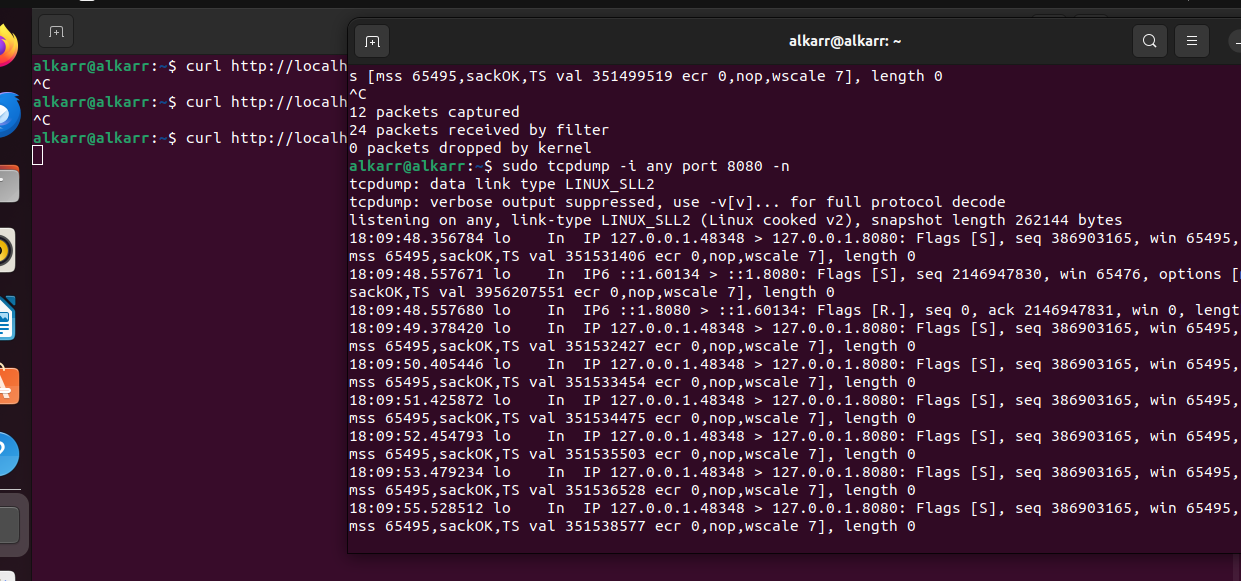 alkarr@alkarr:~$ curl http://localh
^C
alkarr@alkarr:~$ curl http://localh
^C
alkarr@alkarr:~$ curl http://localh
alkarr@alkarr: ~
s [mss 65495,sackOK,TS val 351499519 ecr 0,nop,wscale 7], length 0
^C
12 packets captured
24 packets received by filter
0 packets dropped by kernel
alkarr@alkarr:~$ sudo tcpdump -i any port 8080 -n
tcpdump: data link type LINUX_SLL2
tcpdump: verbose output suppressed, use -v[v]... for full protocol decode
listening on any, link-type LINUX_SLL2 (Linux cooked v2), snapshot length 262144 bytes
18:09:48.356784 lo    In  IP 127.0.0.1.48348 > 127.0.0.1.8080: Flags [S], seq 386903165, win 65495,
mss 65495,sackOK,TS val 351531406 ecr 0,nop,wscale 7], length 0
18:09:48.557671 lo    In  IP6 ::1.60134 > ::1.8080: Flags [S], seq 2146947830, win 65476, options [
sackOK,TS val 3956207551 ecr 0,nop,wscale 7], length 0
18:09:48.557680 lo    In  IP6 ::1.8080 > ::1.60134: Flags [R.], seq 0, ack 2146947831, win 0, lengt
18:09:49.378420 lo    In  IP 127.0.0.1.48348 > 127.0.0.1.8080: Flags [S], seq 386903165, win 65495,
mss 65495,sackOK,TS val 351532427 ecr 0,nop,wscale 7], length 0
18:09:50.405446 lo    In  IP 127.0.0.1.48348 > 127.0.0.1.8080: Flags [S], seq 386903165, win 65495,
mss 65495,sackOK,TS val 351533454 ecr 0,nop,wscale 7], length 0
18:09:51.425872 lo    In  IP 127.0.0.1.48348 > 127.0.0.1.8080: Flags [S], seq 386903165, win 65495,
mss 65495,sackOK,TS val 351534475 ecr 0,nop,wscale 7], length 0
18:09:52.454793 lo    In  IP 127.0.0.1.48348 > 127.0.0.1.8080: Flags [S], seq 386903165, win 65495,
mss 65495,sackOK,TS val 351535503 ecr 0,nop,wscale 7], length 0
18:09:53.479234 lo    In  IP 127.0.0.1.48348 > 127.0.0.1.8080: Flags [S], seq 386903165, win 65495,
mss 65495,sackOK,TS val 351536528 ecr 0,nop,wscale 7], length 0
18:09:55.528512 lo    In  IP 127.0.0.1.48348 > 127.0.0.1.8080: Flags [S], seq 386903165, win 65495,
mss 65495,sackOK,TS val 351538577 ecr 0,nop,wscale 7], length 0